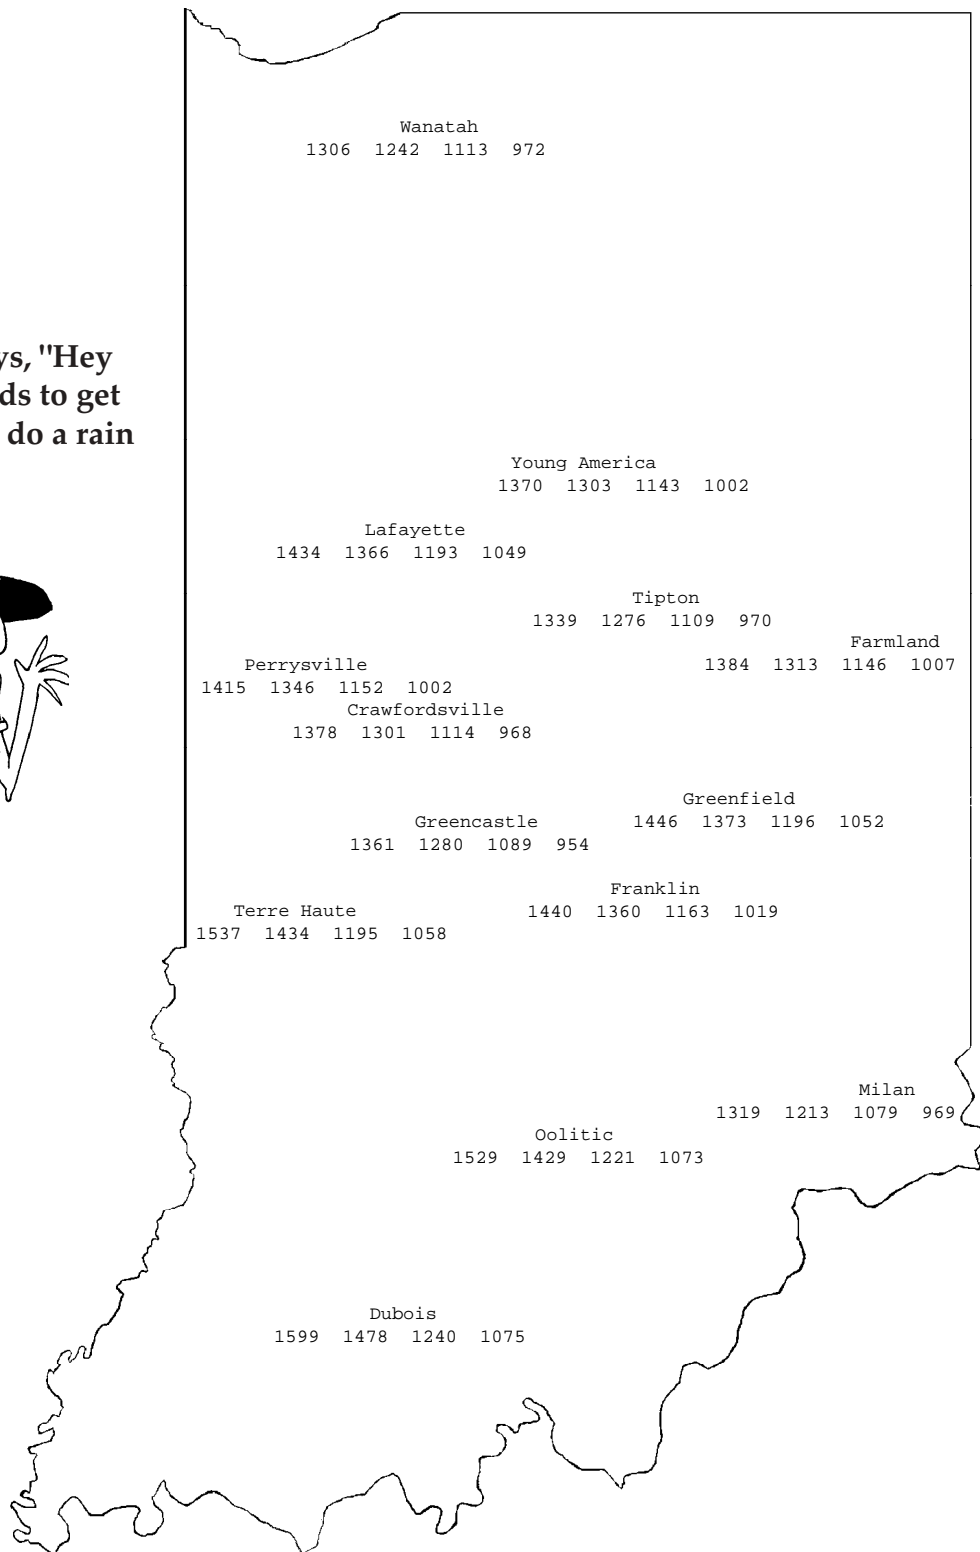 Wanatah
1306 1242 1113 972
ys, "Hey
ds to get
do a rain
Young America
1370 1303 1143 1002
Lafayette
1434 1366 1193 1049
Tipton
1339 1276 1109 970
Farmland
1384 1313 1146 1007
Perrysville
1415 1346 1152 1002
Crawfordsville
1378 1301 1114 968
Greenfield
1446 1373 1196 1052
Greencastle
1361 1280 1089 954
Franklin
1440 1360 1163 1019
Terre Haute
1537 1434 1195 1058
Milan
1319 1213 1079 969
Oolitic
1529 1429 1221 1073
Dubois
1599 1478 1240 1075